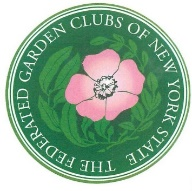 THE FEDERATED GARDEN CLUBS OF NEW YORK STATE